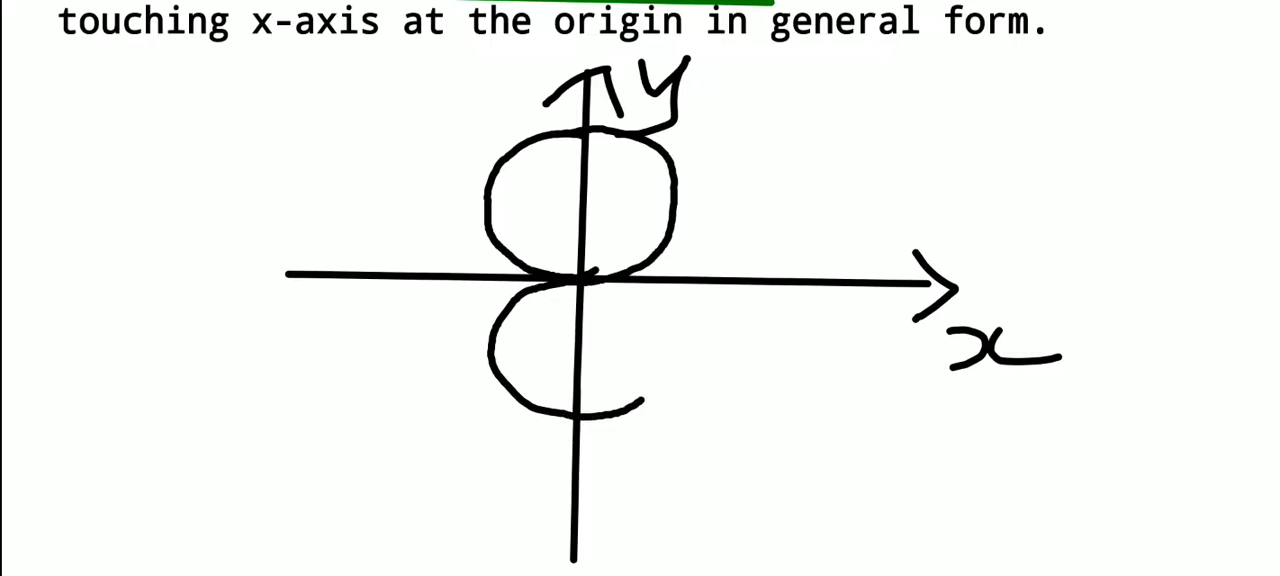 touching x-axis at the origin in general form.
y
x